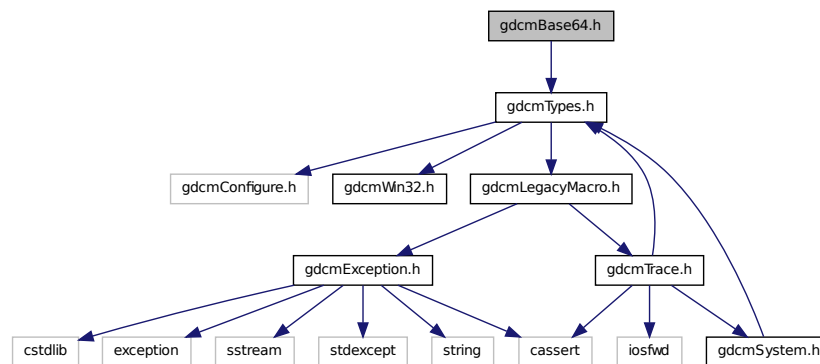 gdcmBase64.h
gdcmTypes.h
gdcmConfigure.h
gdcmWin32.h
gdcmLegacyMacro.h
gdcmException.h
gdcmTrace.h
cstdlib
exception
sstream
stdexcept
string
cassert
iosfwd
gdcmSystem.h